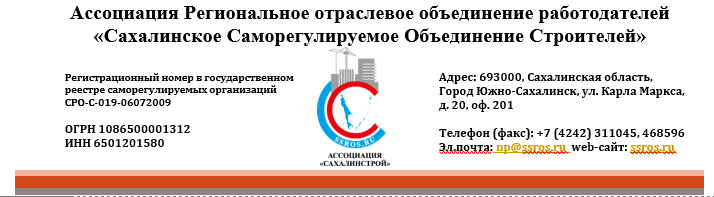 Ассоциация Региональное отраслевое объединение работодателей
«Сахалинское Саморегулируемое Объединение Строителей»
Регистрационный номер в государственном
реестре саморегулируемых организаций
СРО-С-019-06072009
ОГРН 1086500001312
ИНН 6501201580
SSROS.RU
АССОЦИАЦИЯ
«САХАЛИНСТРОЙ»
Адрес: 693000, Сахалинская область,
Город Южно-Сахалинск, ул. Карла Маркса,
д. 20, оф. 201
Телефон (факс): +7 (4242) 311045, 468596
Эл.почта: np@ssros.ru web-сайт: ssros.ru